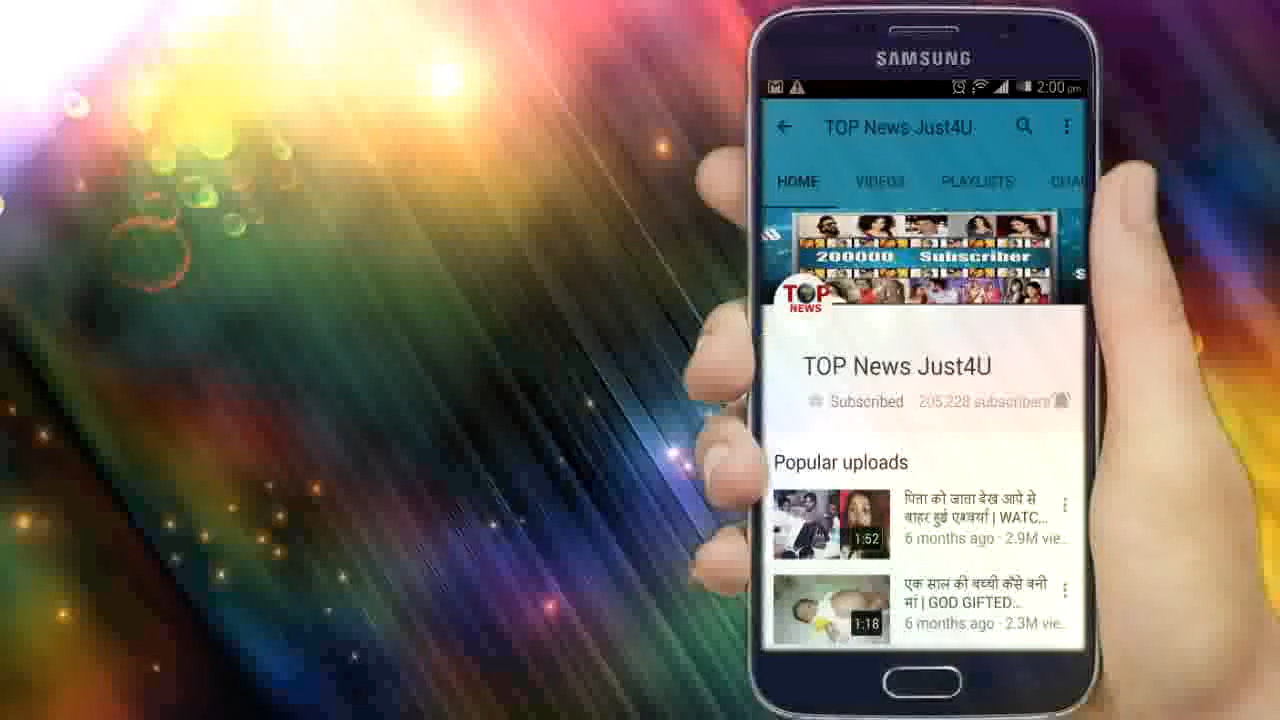 SAMSUNG
2:00 pm
TOP News Just4U
HOME VIDEOS PLAYLISTS
200000 Subscriber
TOP
NEWS
TOP News Just4U
Subscribed 205,228 subscribers
Popular uploads
पिता को जाता देख आपे से
बाहर हुई एश्वर्या | WATC...
6 months ago · 2.9M vie...
1:52
एक साल की बच्ची कैसे बनी
मां | GOD GIFTED...
6 months ago · 2.3M vie...
1:18